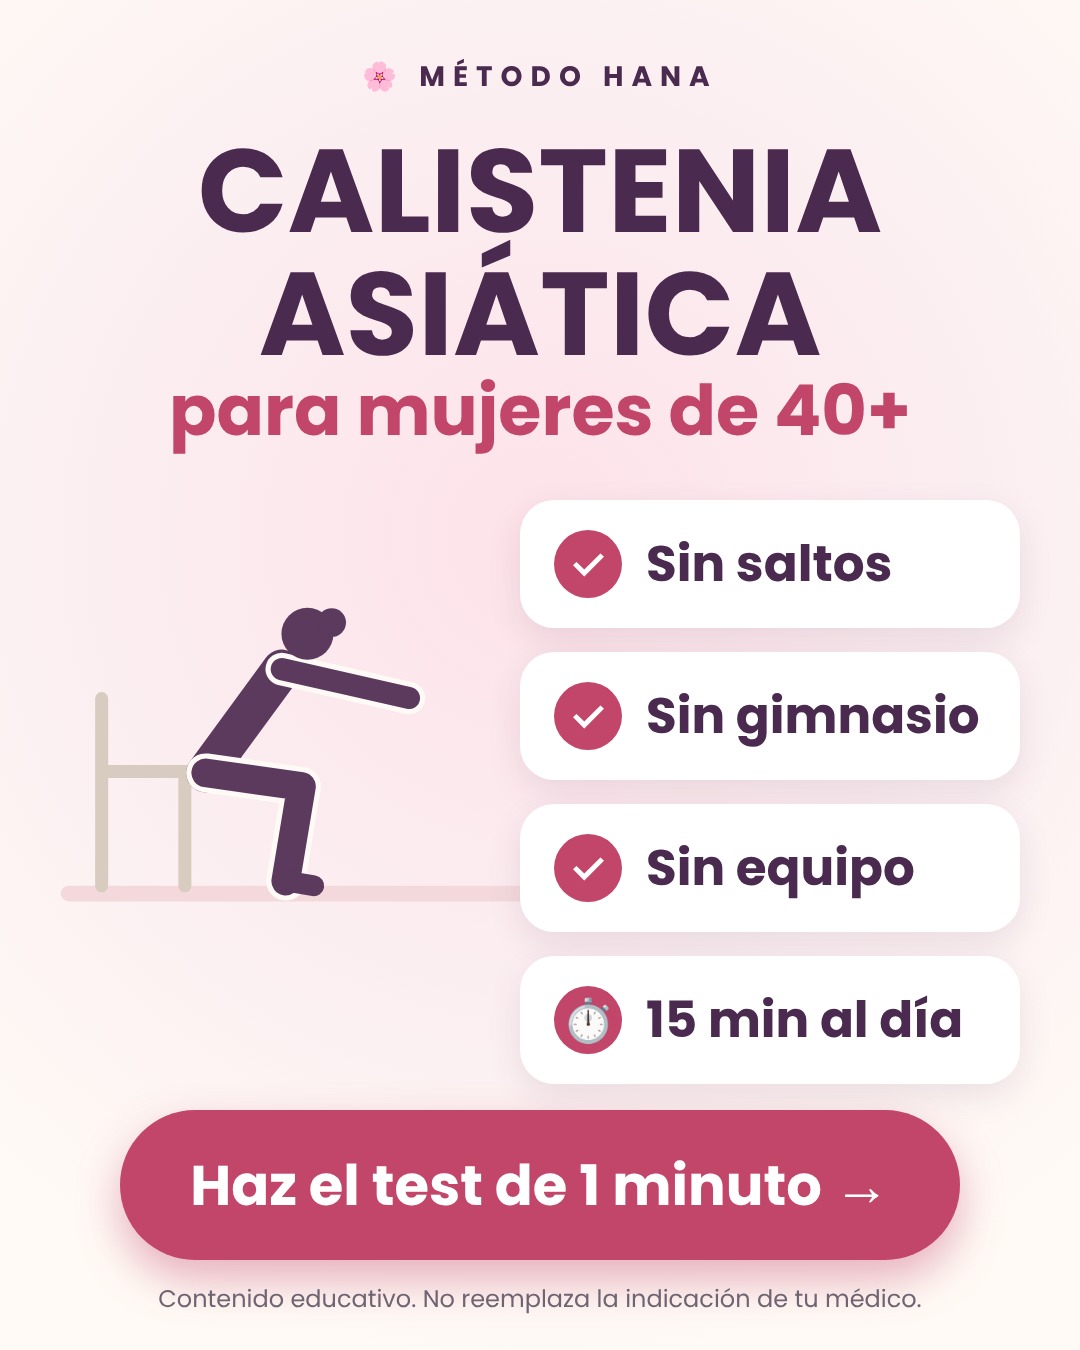 🌸 MÉTODO HANA
CALISTENIA
ASIÁTICA
para mujeres de 40+
Sin saltos
Sin gimnasio
Sin equipo
15 min al día
Haz el test de 1 minuto →
Contenido educativo. No reemplaza la indicación de tu médico.